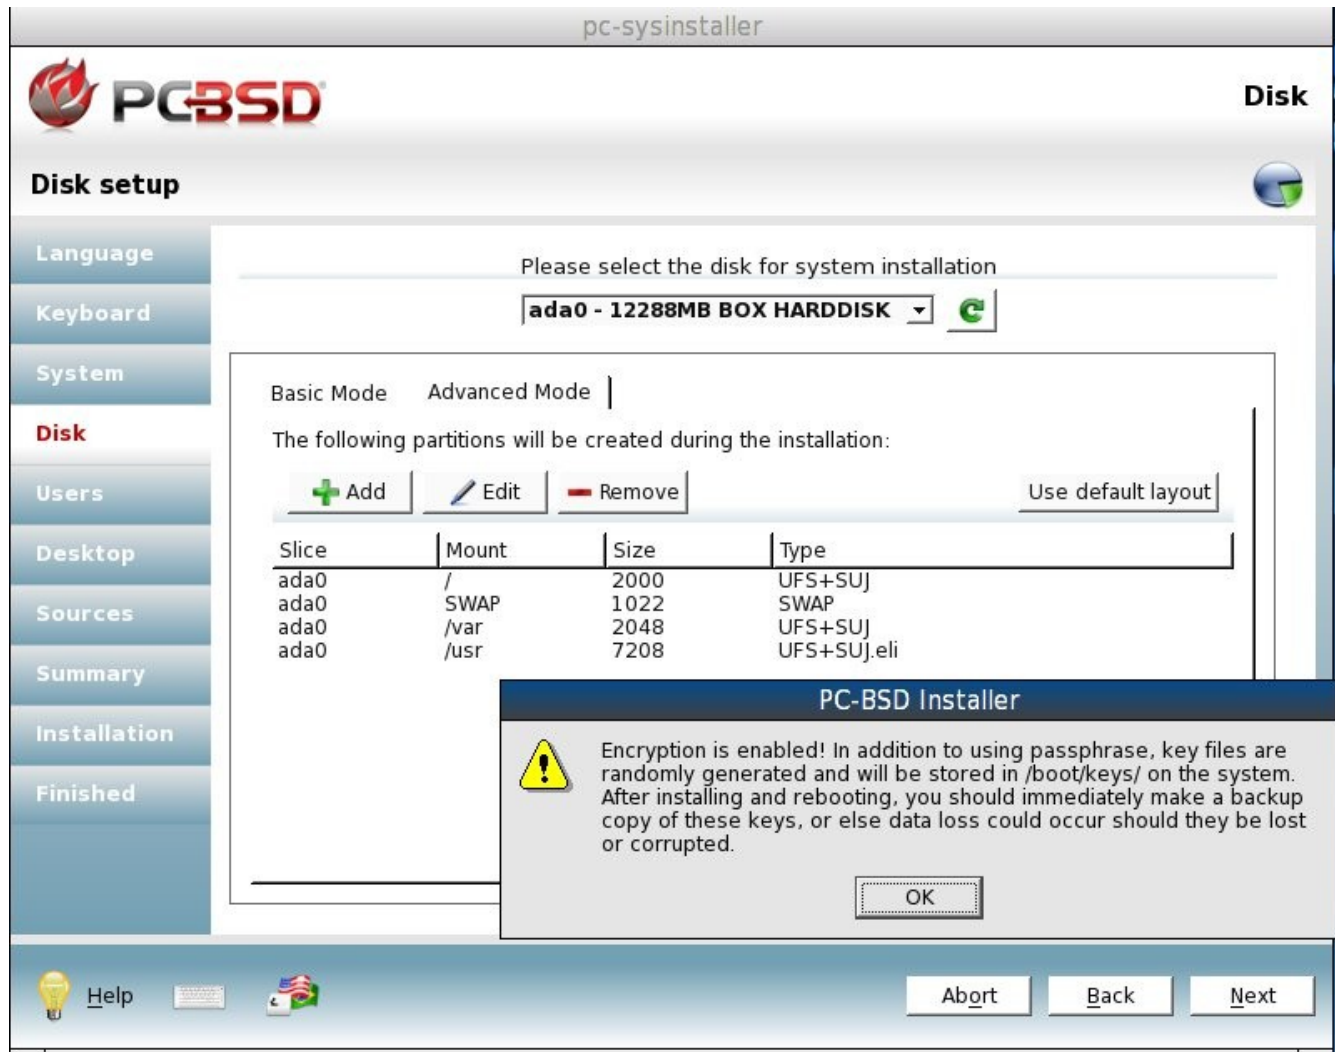 pc-sysinstaller
PCBSD
Disk
Disk setup
Language
Keyboard
System
Disk
Users
Desktop
Sources
Summary
Installation
Finished
Please select the disk for system installation
ada0 - 12288MB BOX HARDDISK
Basic Mode Advanced Mode
The following partitions will be created during the installation:
Add Edit Remove Use default layout
Slice Mount Size Type
ada0 / 2000 UFS+SUJ
ada0 SWAP 1022 SWAP
ada0 /var 2048 UFS+SUJ
ada0 /usr 7208 UFS+SUJ.eli
PC-BSD Installer
Encryption is enabled! In addition to using passphrase, key files are
randomly generated and will be stored in /boot/keys/ on the system.
After installing and rebooting, you should immediately make a backup
copy of these keys, or else data loss could occur should they be lost
or corrupted.
OK
Help Abort Back Next